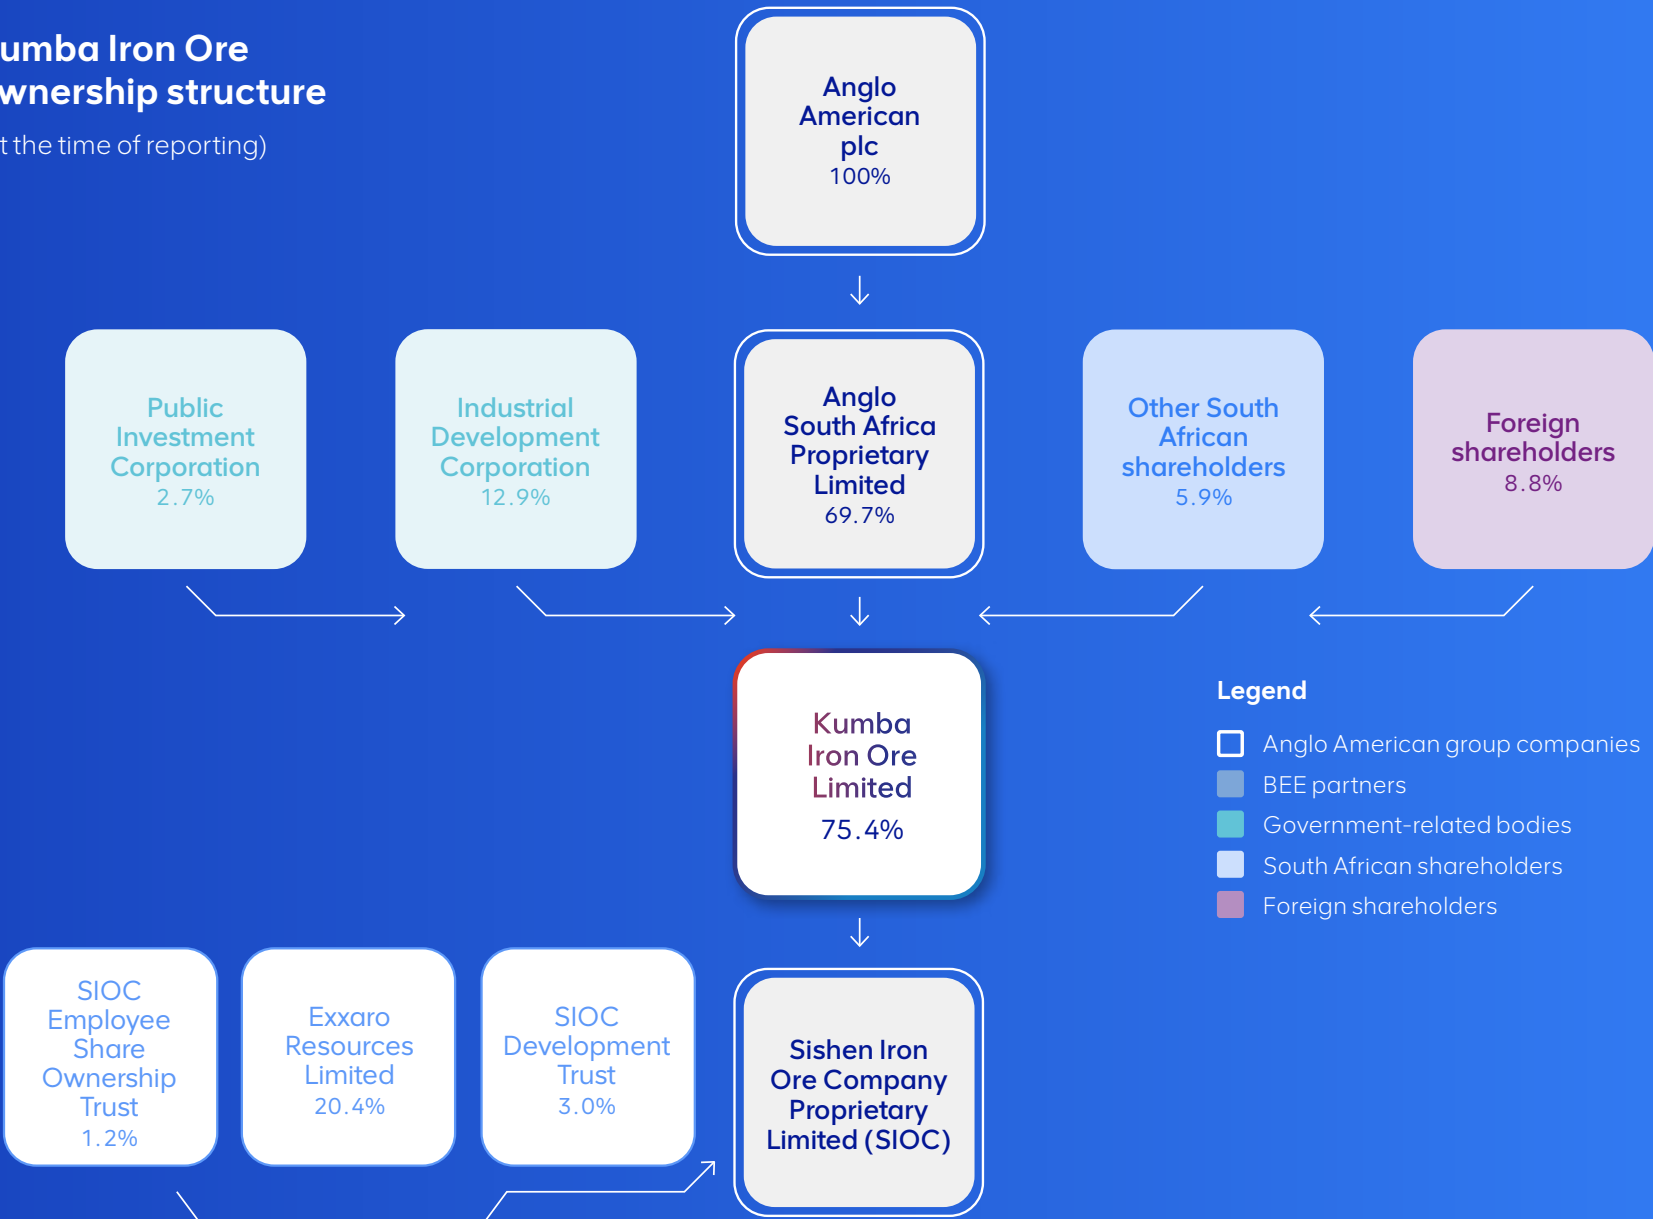 umba Iron Ore
wnership structure
t the time of reporting)
Anglo
American
plc
100%
Public
Investment
Corporation
2.7%
Industrial
Development
Corporation
12.9%
Anglo
South Africa
Proprietary
Limited
69.7%
Other South
African
shareholders
5.9%
Foreign
shareholders
8.8%
Kumba
Iron Ore
Limited
75.4%
Legend
Anglo American group companies
BEE partners
Government-related bodies
South African shareholders
Foreign shareholders
SIOC
Employee
Share
Ownership
Trust
1.2%
Exxaro
Resources
Limited
20.4%
SIOC
Development
Trust
3.0%
Sishen Iron
Ore Company
Proprietary
Limited (SIOC)